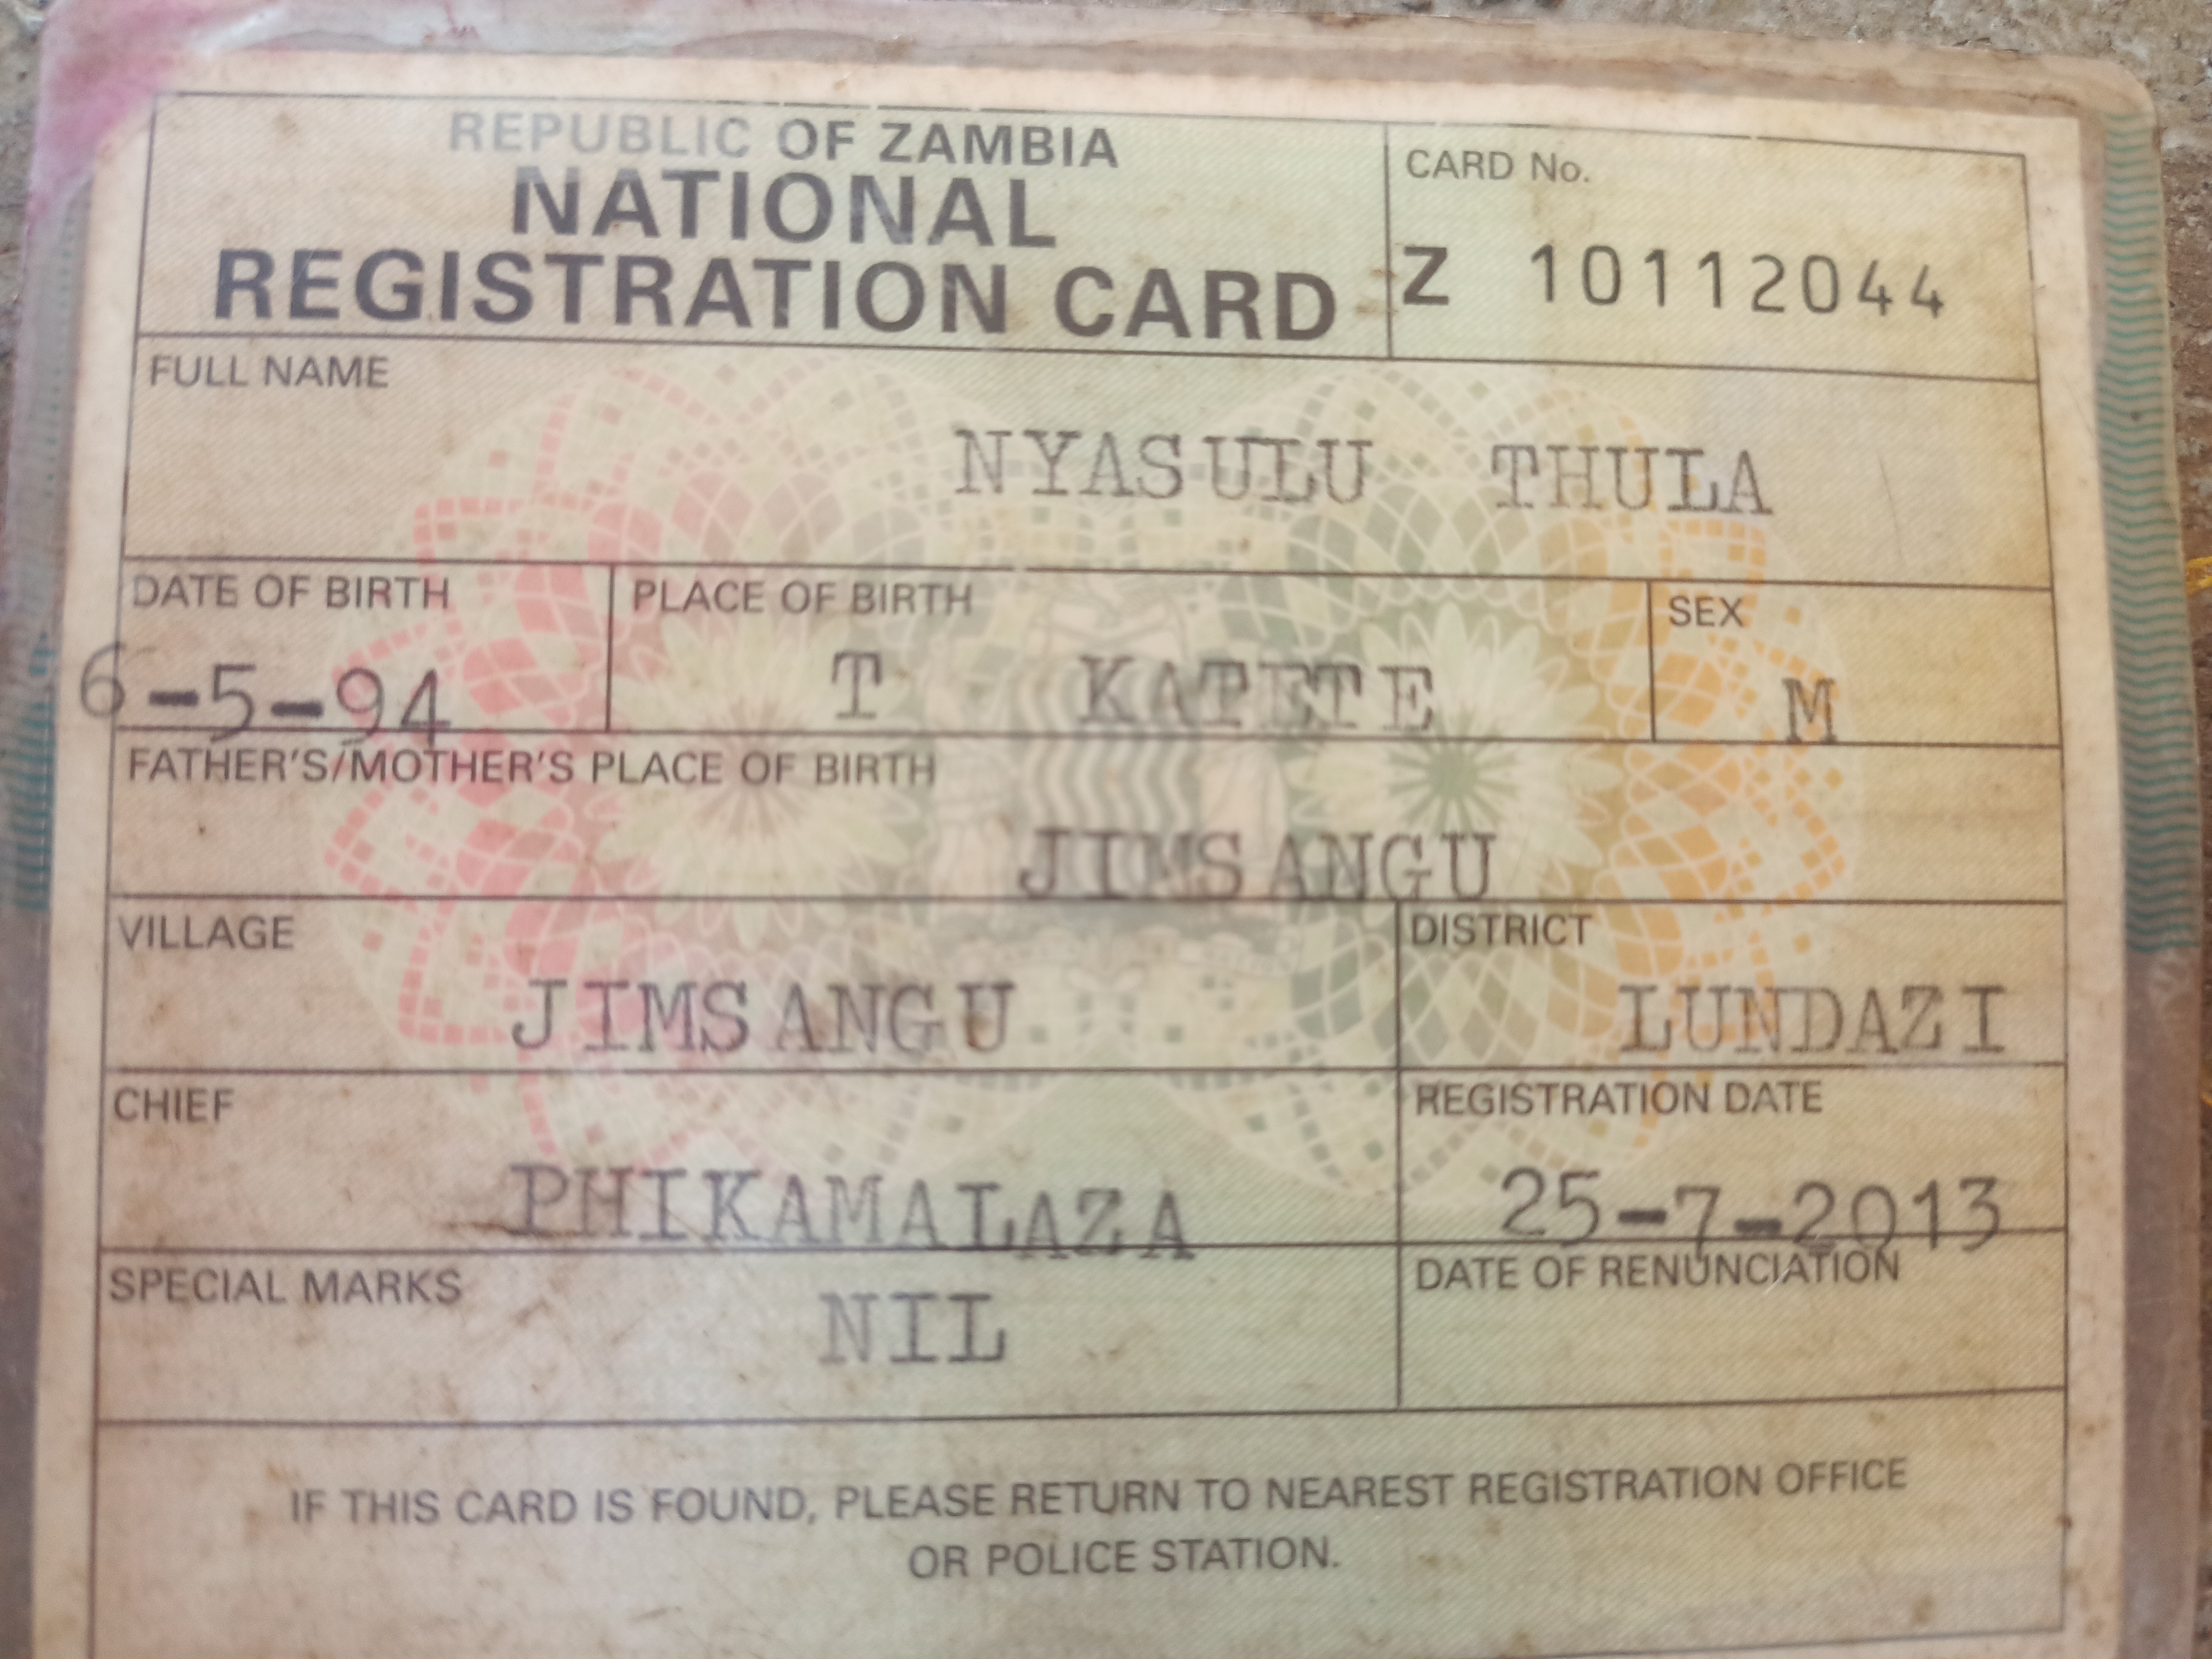 REPUBLIC OF ZAMBIA
NATIONAL
REGISTRATION CARD
CARD No.
Z 10112044
FULL NAME
NYASULU THULA
DATE OF BIRTH
6-5-94
PLACE OF BIRTH
T KATETE
SEX
M
FATHER'S/MOTHER'S PLACE OF BIRTH
JIMSANGU
VILLAGE
JIMSANGU
DISTRICT
LUNDAZI
CHIEF
PHIKAMALAZA
REGISTRATION DATE
25-7-2013
SPECIAL MARKS
NIL
DATE OF RENUNCIATION
IF THIS CARD IS FOUND, PLEASE RETURN TO NEAREST REGISTRATION OFFICE
OR POLICE STATION.